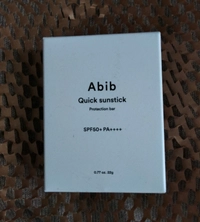 Abib
Quick sunstick
Protection bar
SPF50+ PA++++
0.77 oz 22g